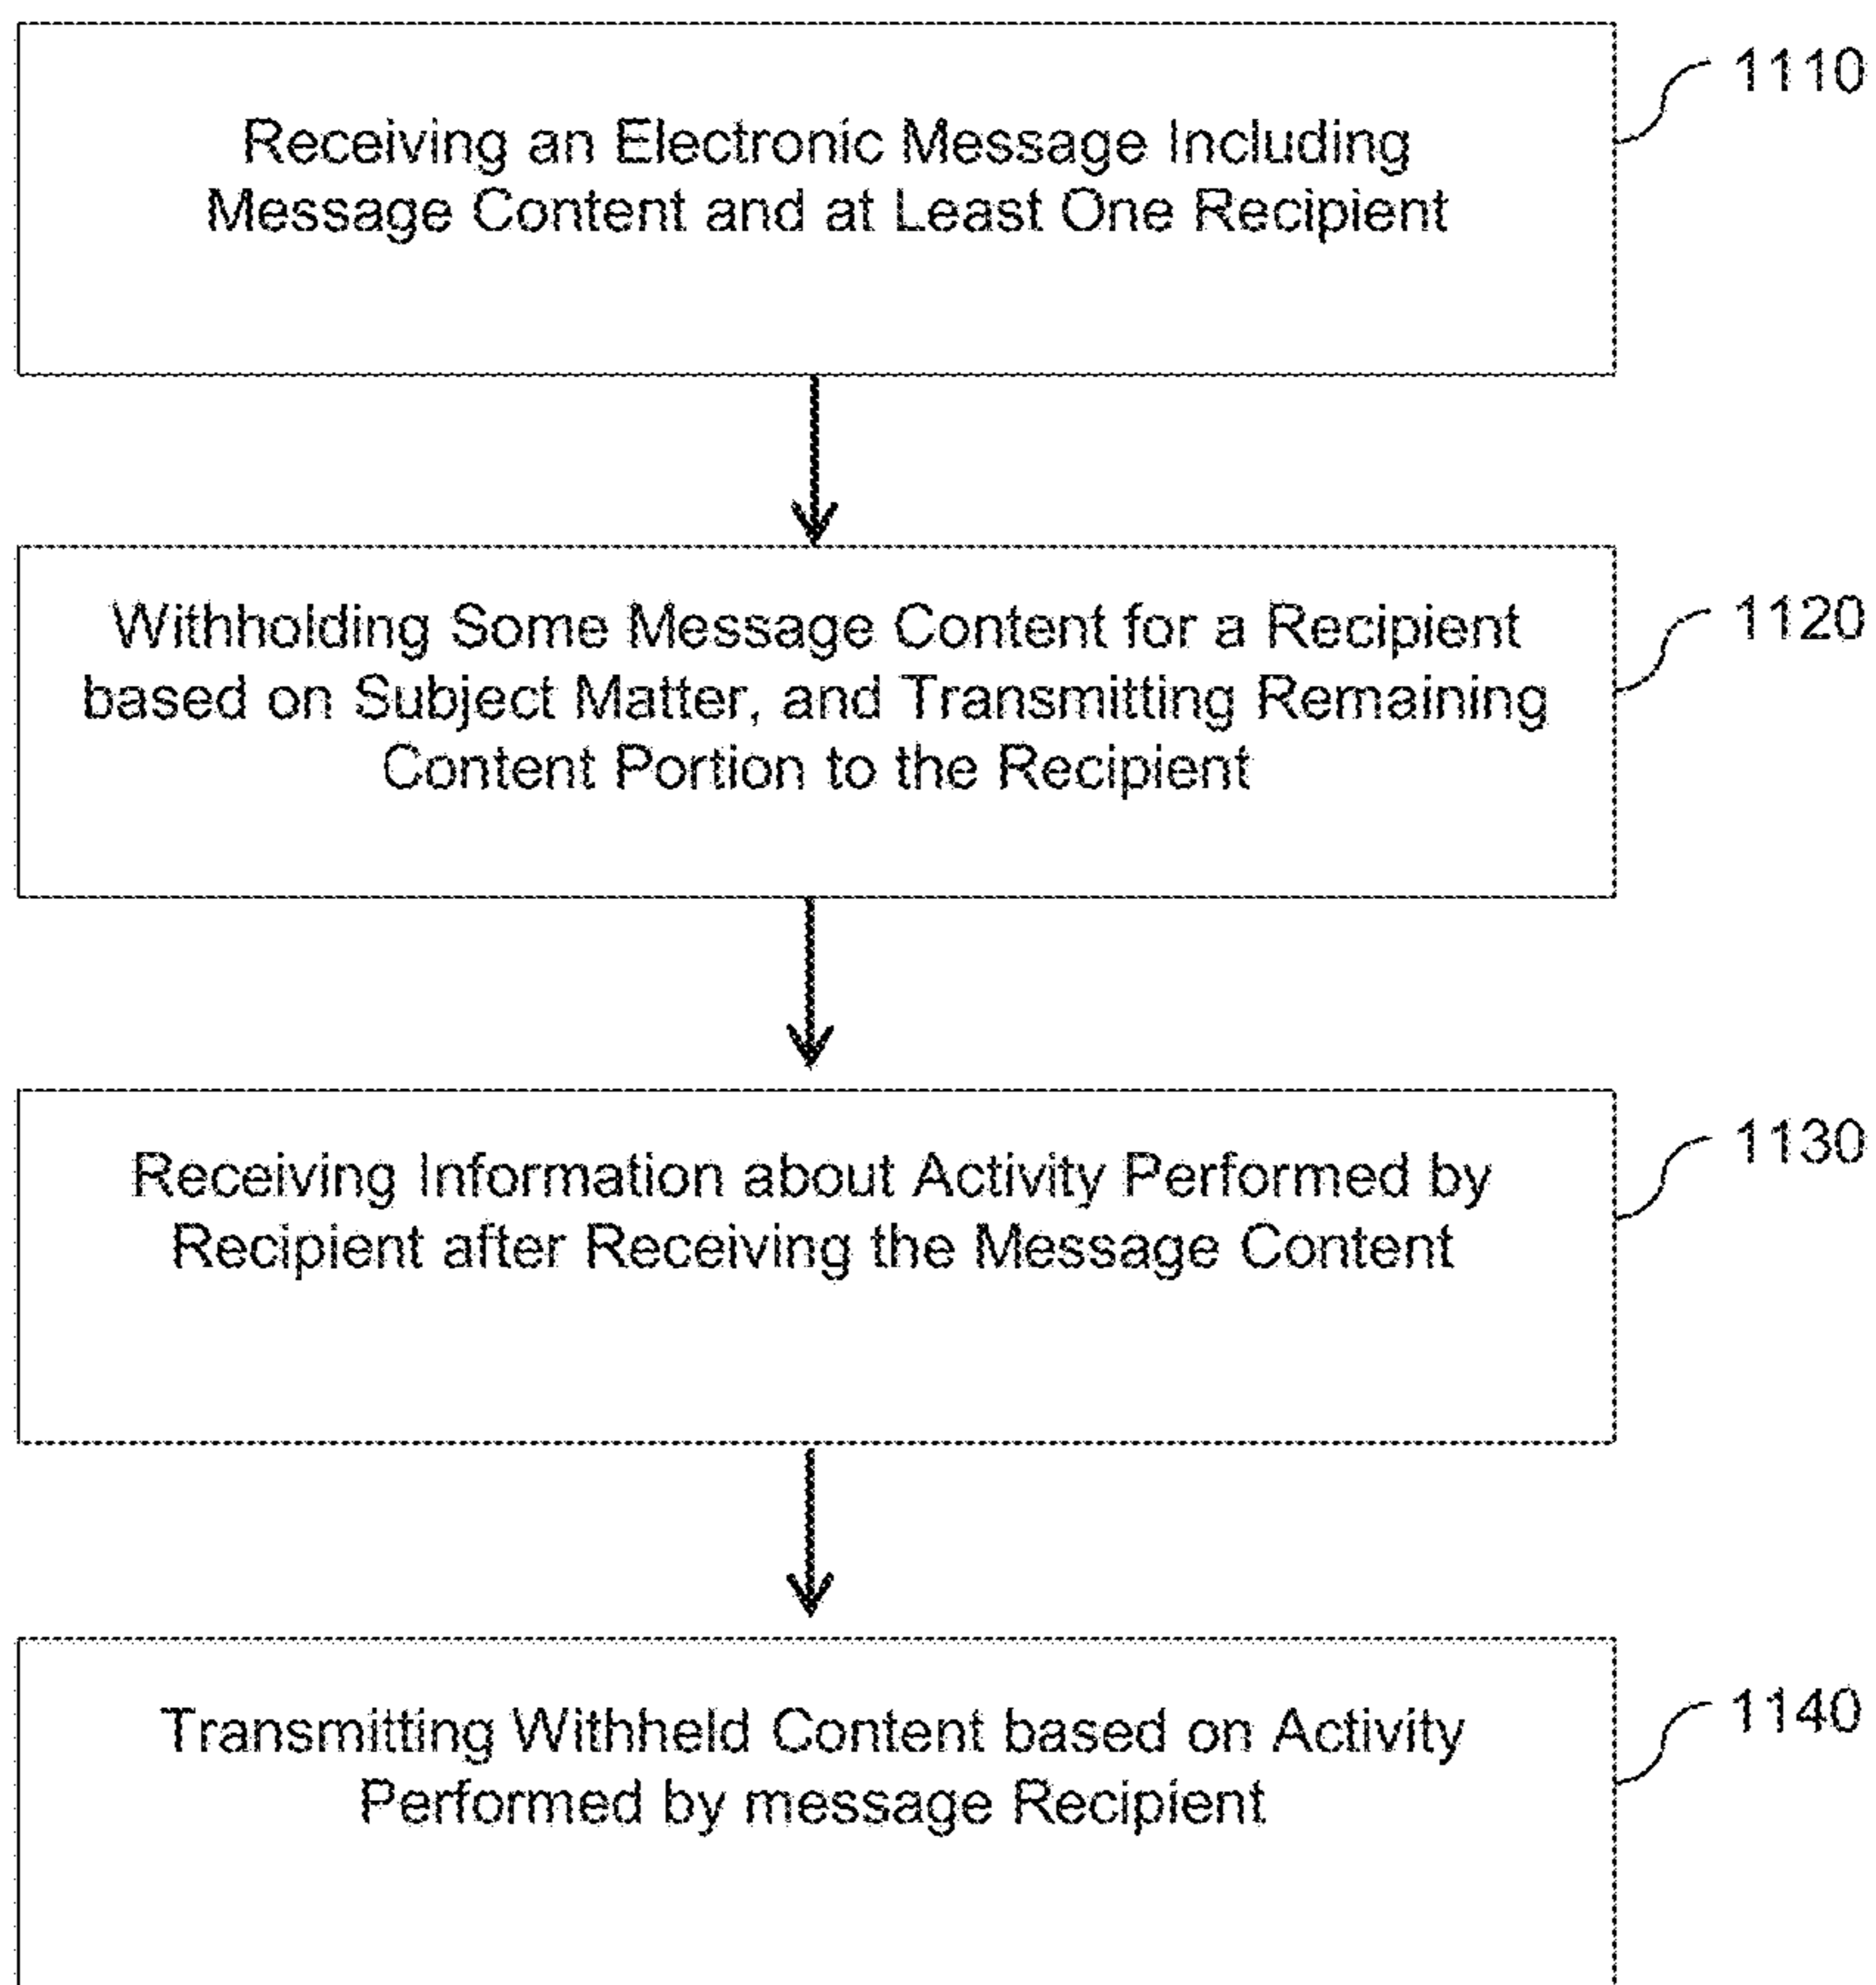 1110
Receiving an Electronic Message Including
Message Content and at Least One Recipient
1120
Withholding Some Message Content for a Recipient
based on Subject Matter, and Transmitting Remaining
Content Portion to the Recipient
1130
Receiving Information about Activity Performed by
Recipient after Receiving the Message Content
1140
Transmitting Withheld Content based on Activity
Performed by message Recipient